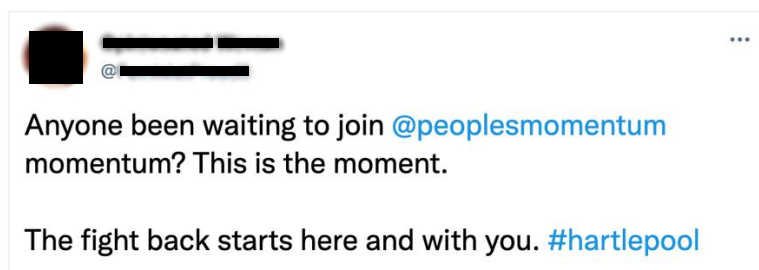 @
Anyone been waiting to join @peoplesmomentum
momentum? This is the moment.
The fight back starts here and with you. #hartlepool